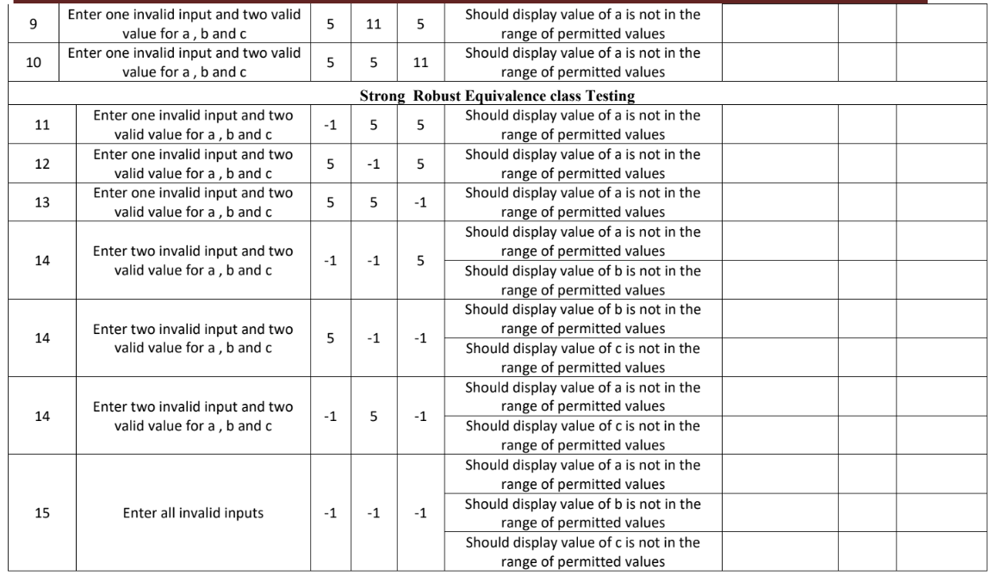 9 Enter one invalid input and two valid value for a , b and c 5 11 5 Should display value of a is not in the range of permitted values
10 Enter one invalid input and two valid value for a , b and c 5 5 11 Should display value of a is not in the range of permitted values
Strong Robust Equivalence class Testing
11 Enter one invalid input and two valid value for a , b and c -1 5 5 Should display value of a is not in the range of permitted values
12 Enter one invalid input and two valid value for a , b and c 5 -1 5 Should display value of a is not in the range of permitted values
13 Enter one invalid input and two valid value for a , b and c 5 5 -1 Should display value of a is not in the range of permitted values
14 Enter two invalid input and two valid value for a , b and c -1 -1 5 Should display value of a is not in the range of permitted values
Should display value of b is not in the range of permitted values
14 Enter two invalid input and two valid value for a , b and c 5 -1 -1 Should display value of b is not in the range of permitted values
Should display value of c is not in the range of permitted values
14 Enter two invalid input and two valid value for a , b and c -1 5 -1 Should display value of a is not in the range of permitted values
Should display value of c is not in the range of permitted values
15 Enter all invalid inputs -1 -1 -1 Should display value of a is not in the range of permitted values
Should display value of b is not in the range of permitted values
Should display value of c is not in the range of permitted values